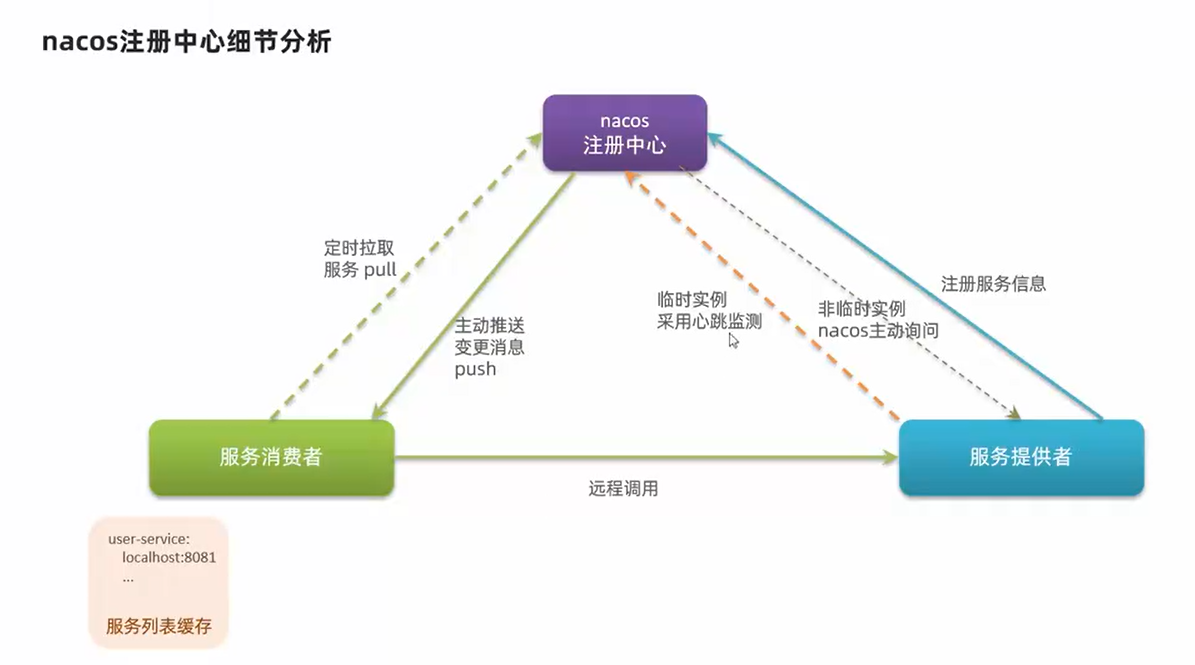 nacos注册中心细节分析
nacos
注册中心
定时拉取
服务 pull
主动推送
变更消息
push
临时实例
采用心跳监测
非临时实例
nacos主动询问
注册服务信息
服务消费者
服务提供者
远程调用
user-service:
localhost:8081
...
服务列表缓存